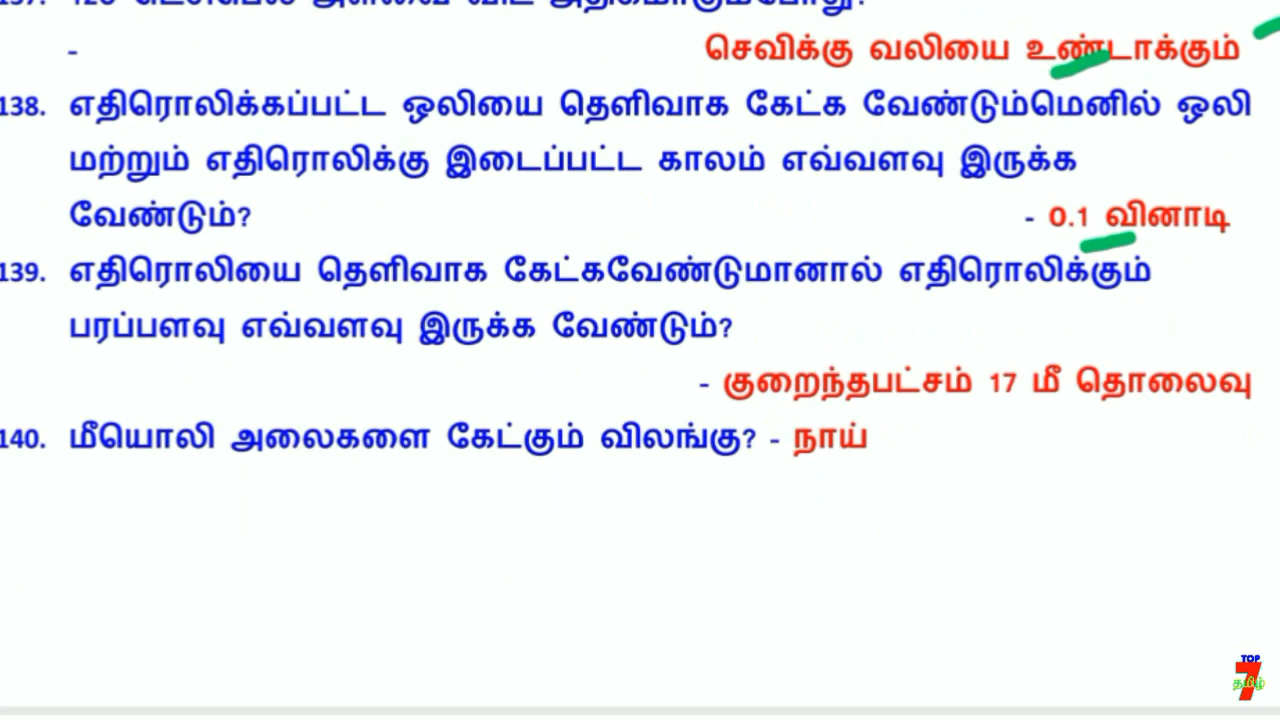 செவிக்கு வலியை உண்டாக்கும்
138. எதிரொலிக்கப்பட்ட ஒலியை தெளிவாக கேட்க வேண்டும்மெனில் ஒலி
மற்றும் எதிரொலிக்கு இடைப்பட்ட காலம் எவ்வளவு இருக்க
வேண்டும்? - 0.1 வினாடி
139. எதிரொலியை தெளிவாக கேட்கவேண்டுமானால் எதிரொலிக்கும்
பரப்பளவு எவ்வளவு இருக்க வேண்டும்?
- குறைந்தபட்சம் 17 மீ தொலைவு
140. மீயொலி அலைகளை கேட்கும் விலங்கு? - நாய்
TOP
7
தமிழ்